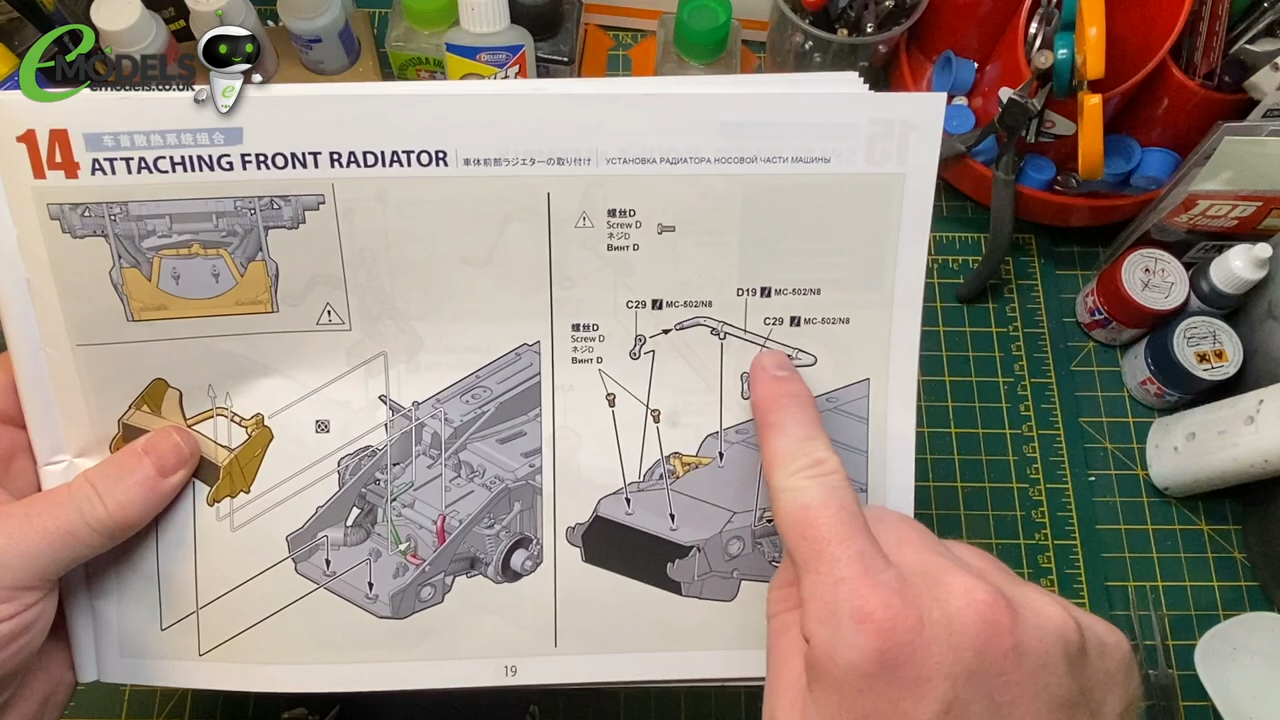 eMODELS
emodels.co.uk
14
车首散热系统组合
ATTACHING FRONT RADIATOR
車体前部ラジエターの取り付け
УСТАНОВКА РАДИАТОРА НОСОВОЙ ЧАСТИ МАШИНЫ
螺丝D
Screw D
ネジD
Винт D
C29 MC-502/N8
D19 MC-502/N8
C29 MC-502/N8
螺丝D
Screw D
ネジD
Винт D
19
DELUXE
TOP
Studio